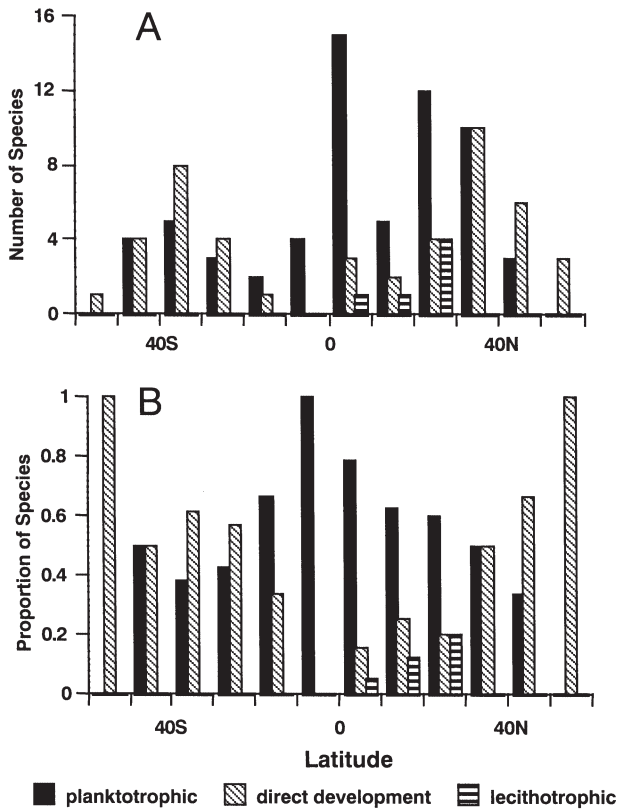 A
16
12
8
4
0
Number of Species
40S 0 40N
B
1
0.8
0.6
0.4
0.2
0
Proportion of Species
40S 0 40N
Latitude
planktotrophic direct development lecithotrophic